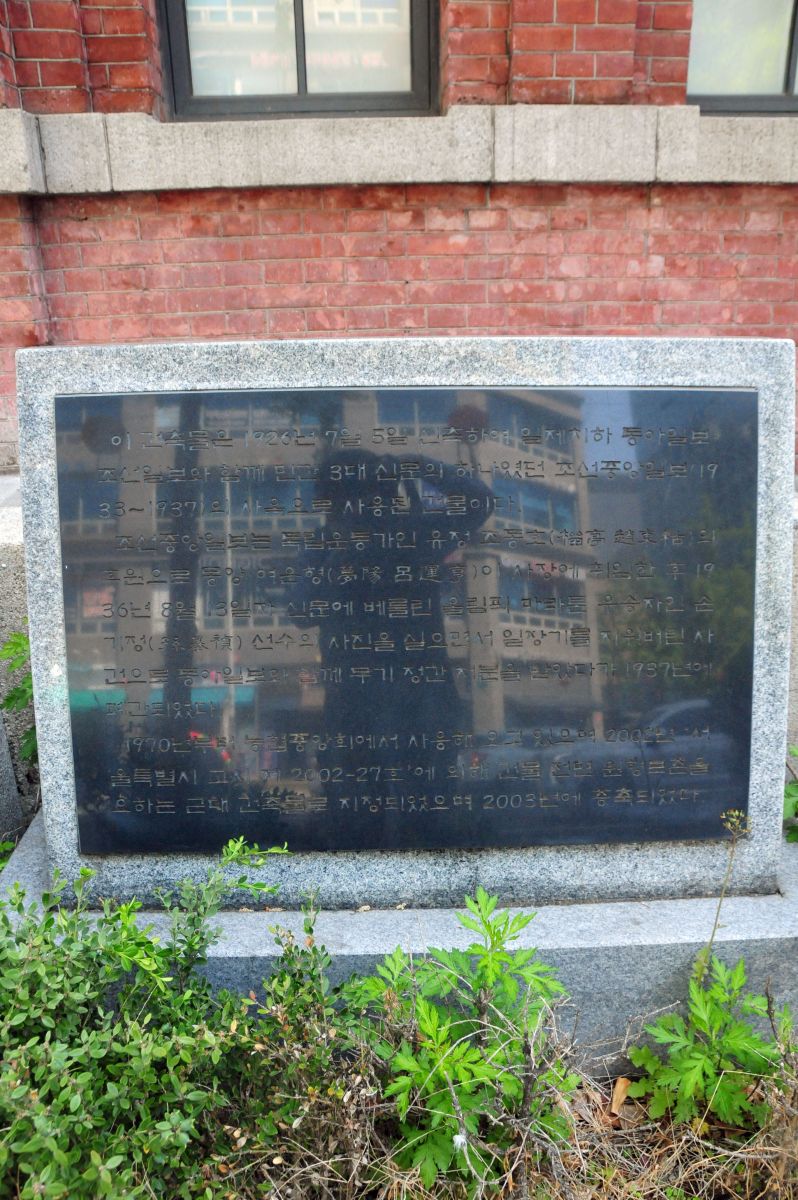 이 건축물은 1926년 7월 5일 신축하여 일제치하 동아일보
조선일보와 함께 민간 3대 신문의 하나였던 조선중앙일보(19
33~1937)의 사옥으로 사용된 건물이다.
조선중앙일보는 독립운동가인 유정 조동호(榴亭 趙東祜)의
후원으로 몽양 여운형(夢陽 呂運亨)이 사장에 취임한 후 19
36년 8월 13일자 신문에 베를린 올림픽 마라톤 우승자인 손
기정(孫基禎) 선수의 사진을 실으면서 일장기를 지워버린 사
건으로 동아일보와 함께 무기 정간 처분을 받았다가 1937년에
폐간되었다.
1970년부터 농협중앙회에서 사용해 오고 있으며 2002년 '서
울특별시 고시 제 2002-27호'에 의해 건물 전면 원형보존을
요하는 근대 건축물로 지정되었으며 2003년에 증축되었다.